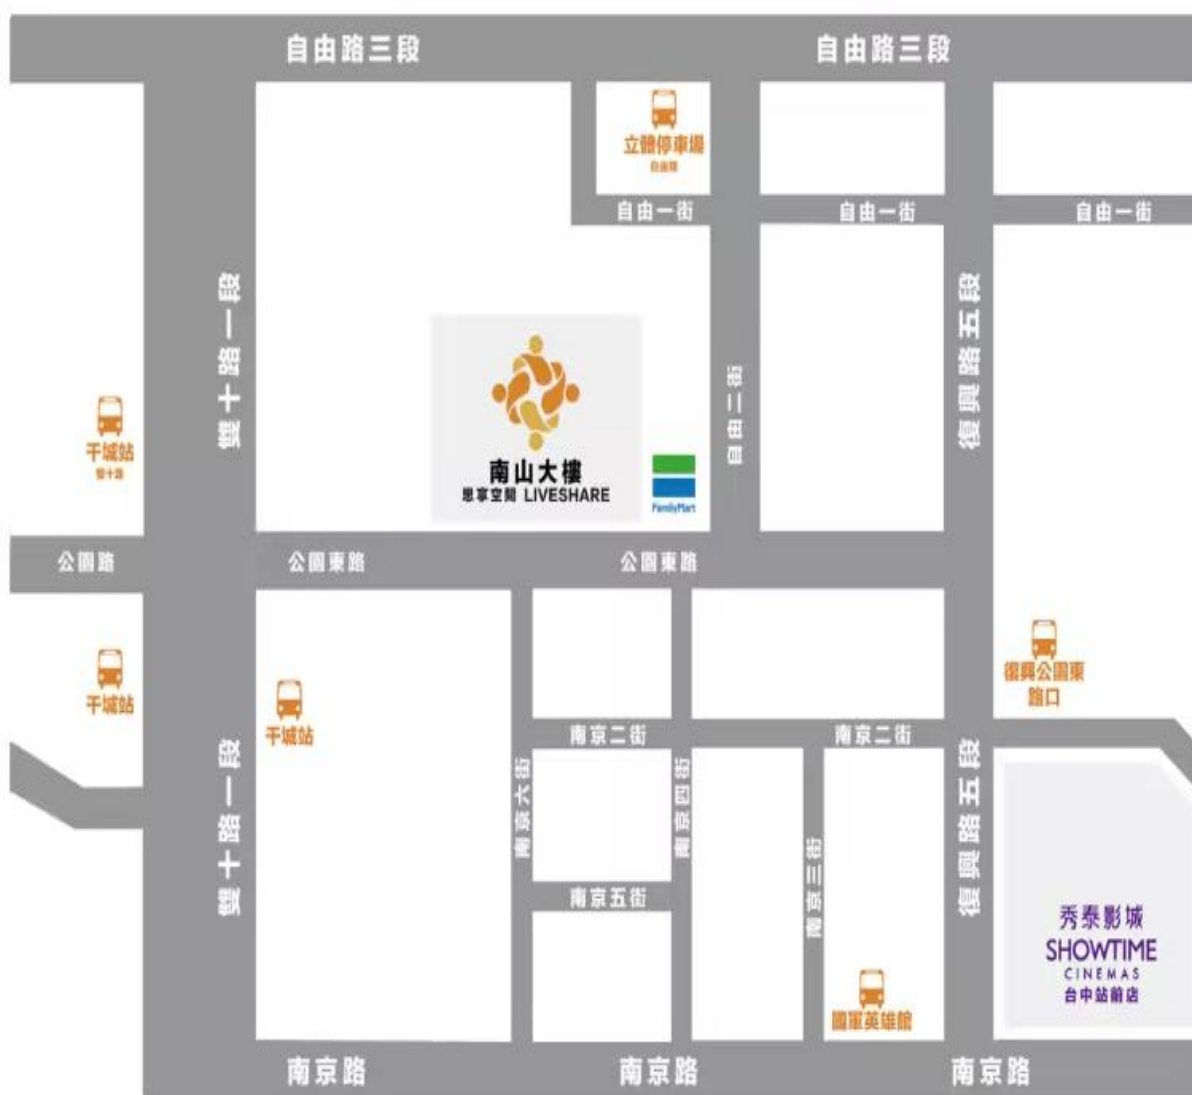 自由路三段
自由路三段
立體停車場
自由路
自由一街
自由一街
自由一街
雙十路一段
復興路五段
自由二街
干城站
雙十路
南山大樓
思享空間 LIVESHARE
FamilyMart
公園路
公園東路
公園東路
復興公園東
路口
干城站
干城站
南京二街
南京二街
雙十路一段
南京六街
南京四街
南京三街
復興路五段
南京五街
秀泰影城
SHOWTIME
CINEMAS
台中站前店
國軍英雄館
南京路
南京路
南京路